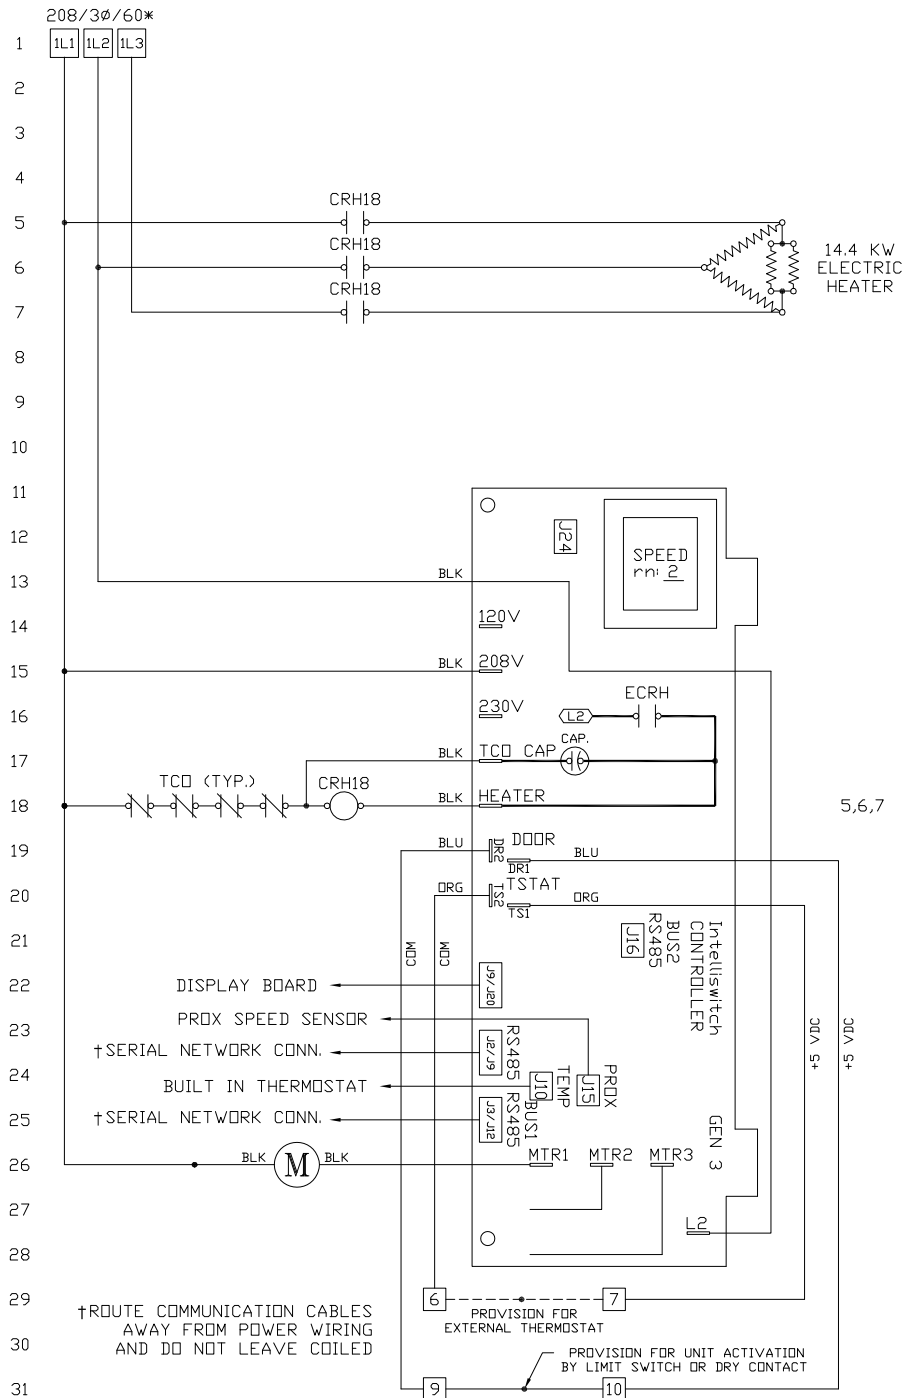 208/3Ø/60*
1 1L1 1L2 1L3
2
3
4
CRH18
5
CRH18
14.4 KW
6 ELECTRIC
CRH18
HEATER
7
8
9
10
11
J24
12
SPEED
rn: 2
13 BLK
14 120V
15 BLK 208V
ECRH
16 230V L2
CAP.
17 BLK TCO CAP
TCO (TYP.) CRH18
18 BLK HEATER 5,6,7
19 BLU DR2 DOOR
DR1 BLU
20 ORG TS2 TSTAT
TS1 ORG
21 COM COM
J16
RS485
BUS2
CONTROLLER
Intelliswitch
22 DISPLAY BOARD J9/J20
PROX SPEED SENSOR
23 +5 VDC +5 VDC
†SERIAL NETWORK CONN. J2/J9 RS485
24
BUILT IN THERMOSTAT J10 TEMP J15 PROX
25 †SERIAL NETWORK CONN. J3/J12 RS485 BUS1
GEN 3
26 BLK M BLK MTR1 MTR2 MTR3
27
L2
28
29 6 7
†ROUTE COMMUNICATION CABLES
AWAY FROM POWER WIRING
AND DO NOT LEAVE COILED
PROVISION FOR
EXTERNAL THERMOSTAT
30
PROVISION FOR UNIT ACTIVATION
BY LIMIT SWITCH OR DRY CONTACT
31 9 10